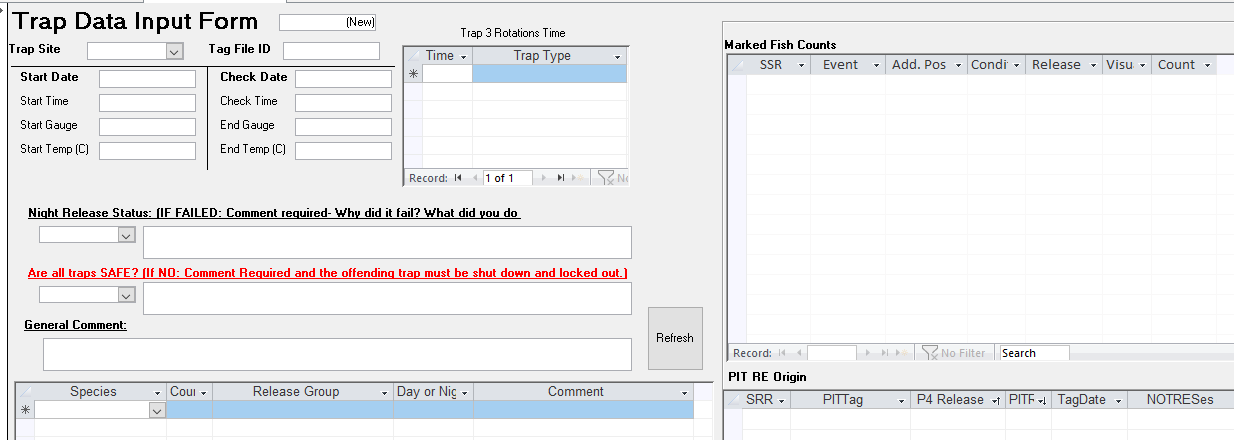 Trap Data Input Form
(New)
Trap Site
Tag File ID
Start Date
Check Date
Start Time
Check Time
Start Gauge
End Gauge
Start Temp (C)
End Temp (C)
Trap 3 Rotations Time
Time
Trap Type
Record:
1 of 1
Night Release Status: (IF FAILED: Comment required- Why did it fail? What did you do
Are all traps SAFE? (If NO: Comment Required and the offending trap must be shut down and locked out.)
General Comment:
Refresh
Species Cour Release Group Day or Nig Comment
Marked Fish Counts
SSR Event Add. Pos Condi Release Visu Count
Record: No Filter Search
PIT RE Origin
SRR PITTag P4 Release PITF TagDate NOTRESes